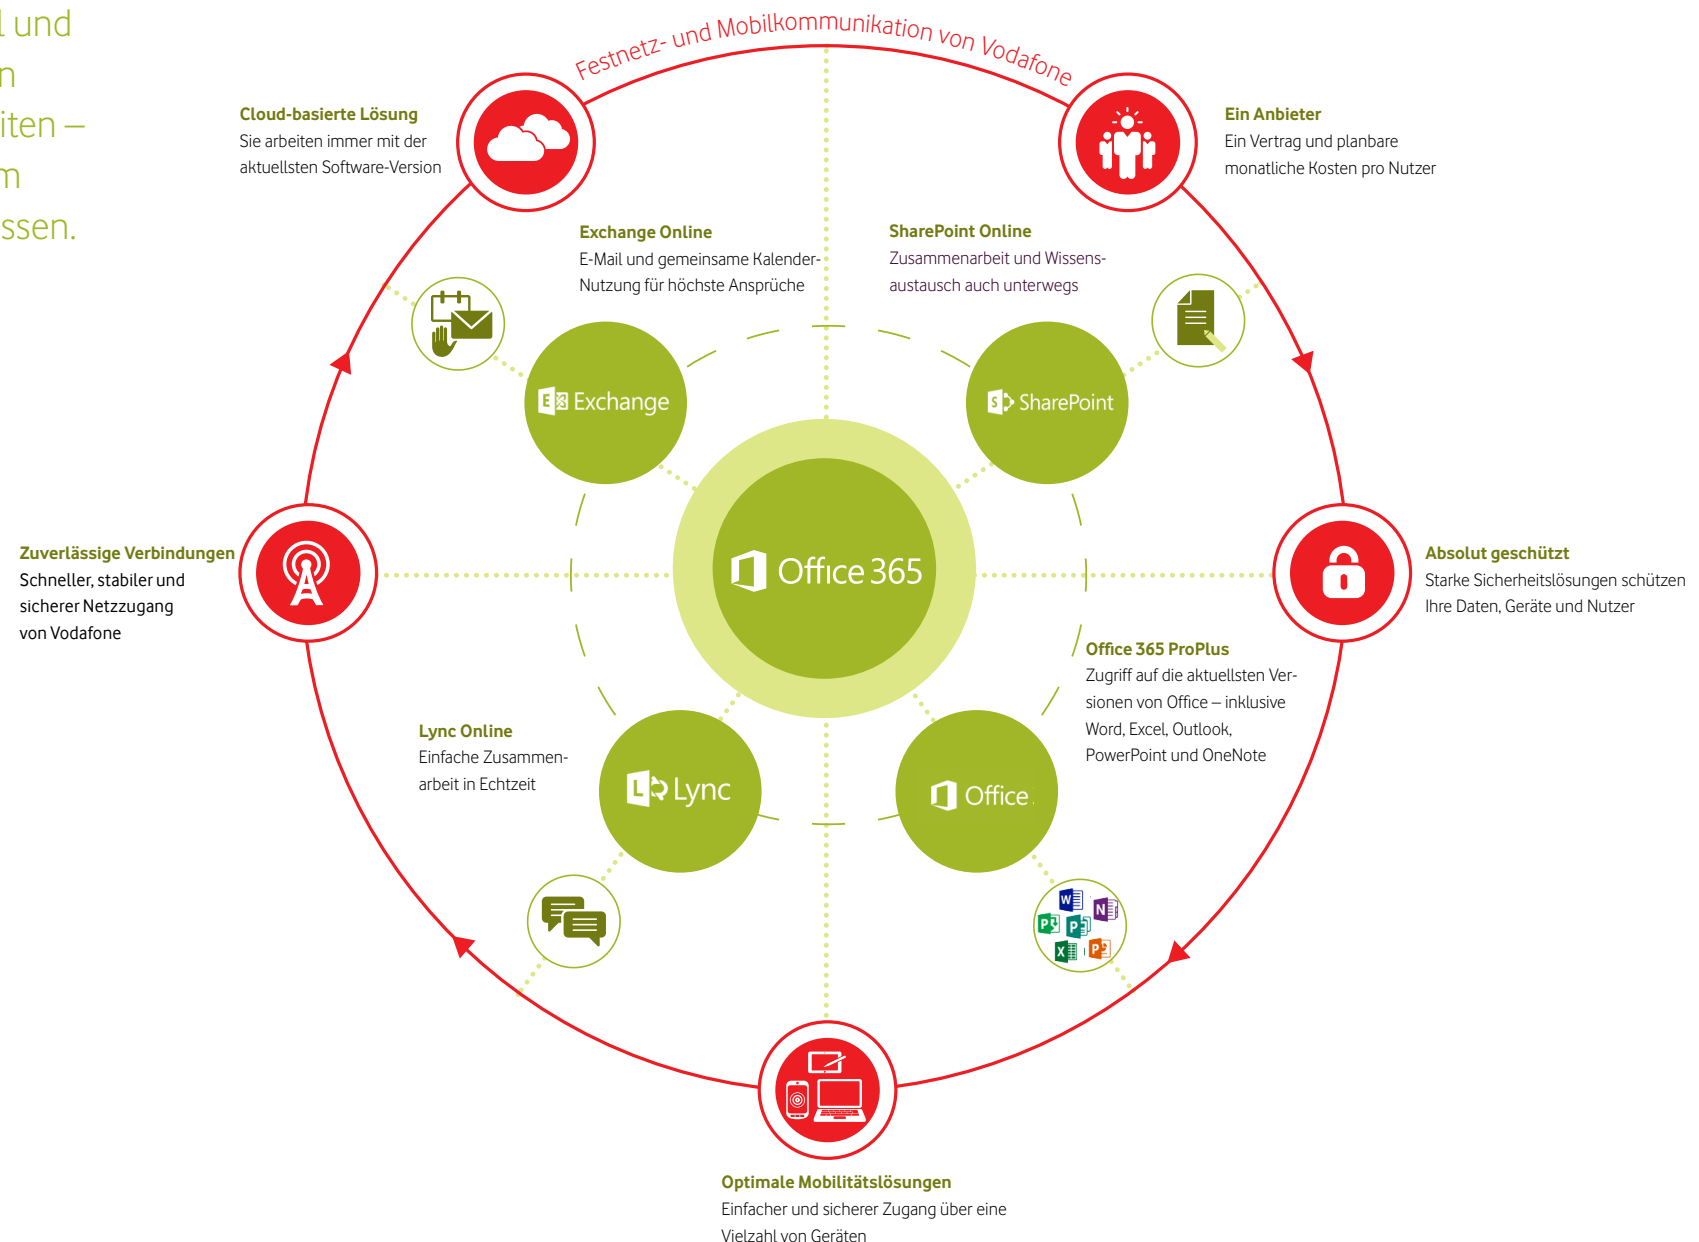 l und
n
iten –
m
ssen.
Festnetz- und Mobilkommunikation von Vodafone
Cloud-basierte Lösung
Sie arbeiten immer mit der
aktuellsten Software-Version
Ein Anbieter
Ein Vertrag und planbare
monatliche Kosten pro Nutzer
Exchange Online
E-Mail und gemeinsame Kalender-
Nutzung für höchste Ansprüche
SharePoint Online
Zusammenarbeit und Wissens-
austausch auch unterwegs
E Exchange
S SharePoint
Office 365
Zuverlässige Verbindungen
Schneller, stabiler und
sicherer Netzzugang
von Vodafone
Absolut geschützt
Starke Sicherheitslösungen schützen
Ihre Daten, Geräte und Nutzer
Office 365 ProPlus
Zugriff auf die aktuellsten Ver-
sionen von Office – inklusive
Word, Excel, Outlook,
PowerPoint und OneNote
Lync Online
Einfache Zusammen-
arbeit in Echtzeit
L Lync
Office
W
N
P
P
X
P
Optimale Mobilitätslösungen
Einfacher und sicherer Zugang über eine
Vielzahl von Geräten